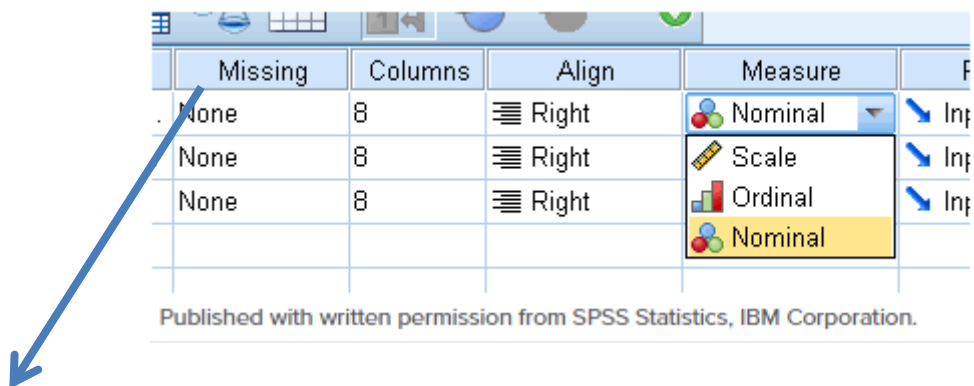 Missing Columns Align Measure
None 8 Right Nominal
None 8 Right Scale
None 8 Right Ordinal
Nominal
Published with written permission from SPSS Statistics, IBM Corporation.